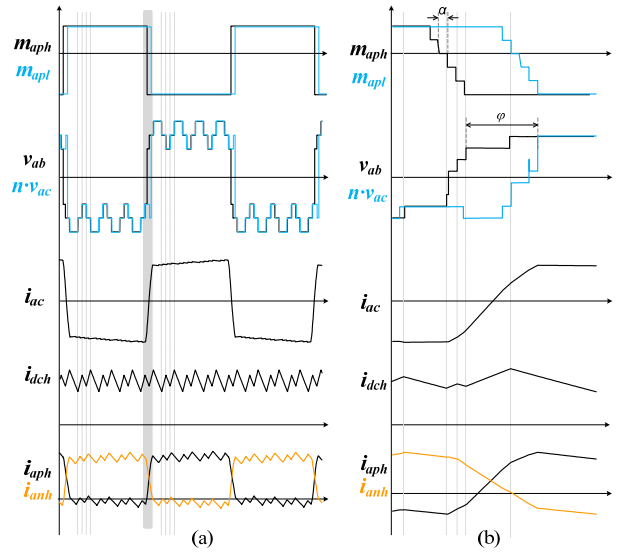 α
m_aph
m_apl
φ
v_ab
n·v_ac
i_ac
i_dch
i_aph
i_anh
(a)
m_aph
m_apl
v_ab
n·v_ac
i_ac
i_dch
i_aph
i_anh
(b)